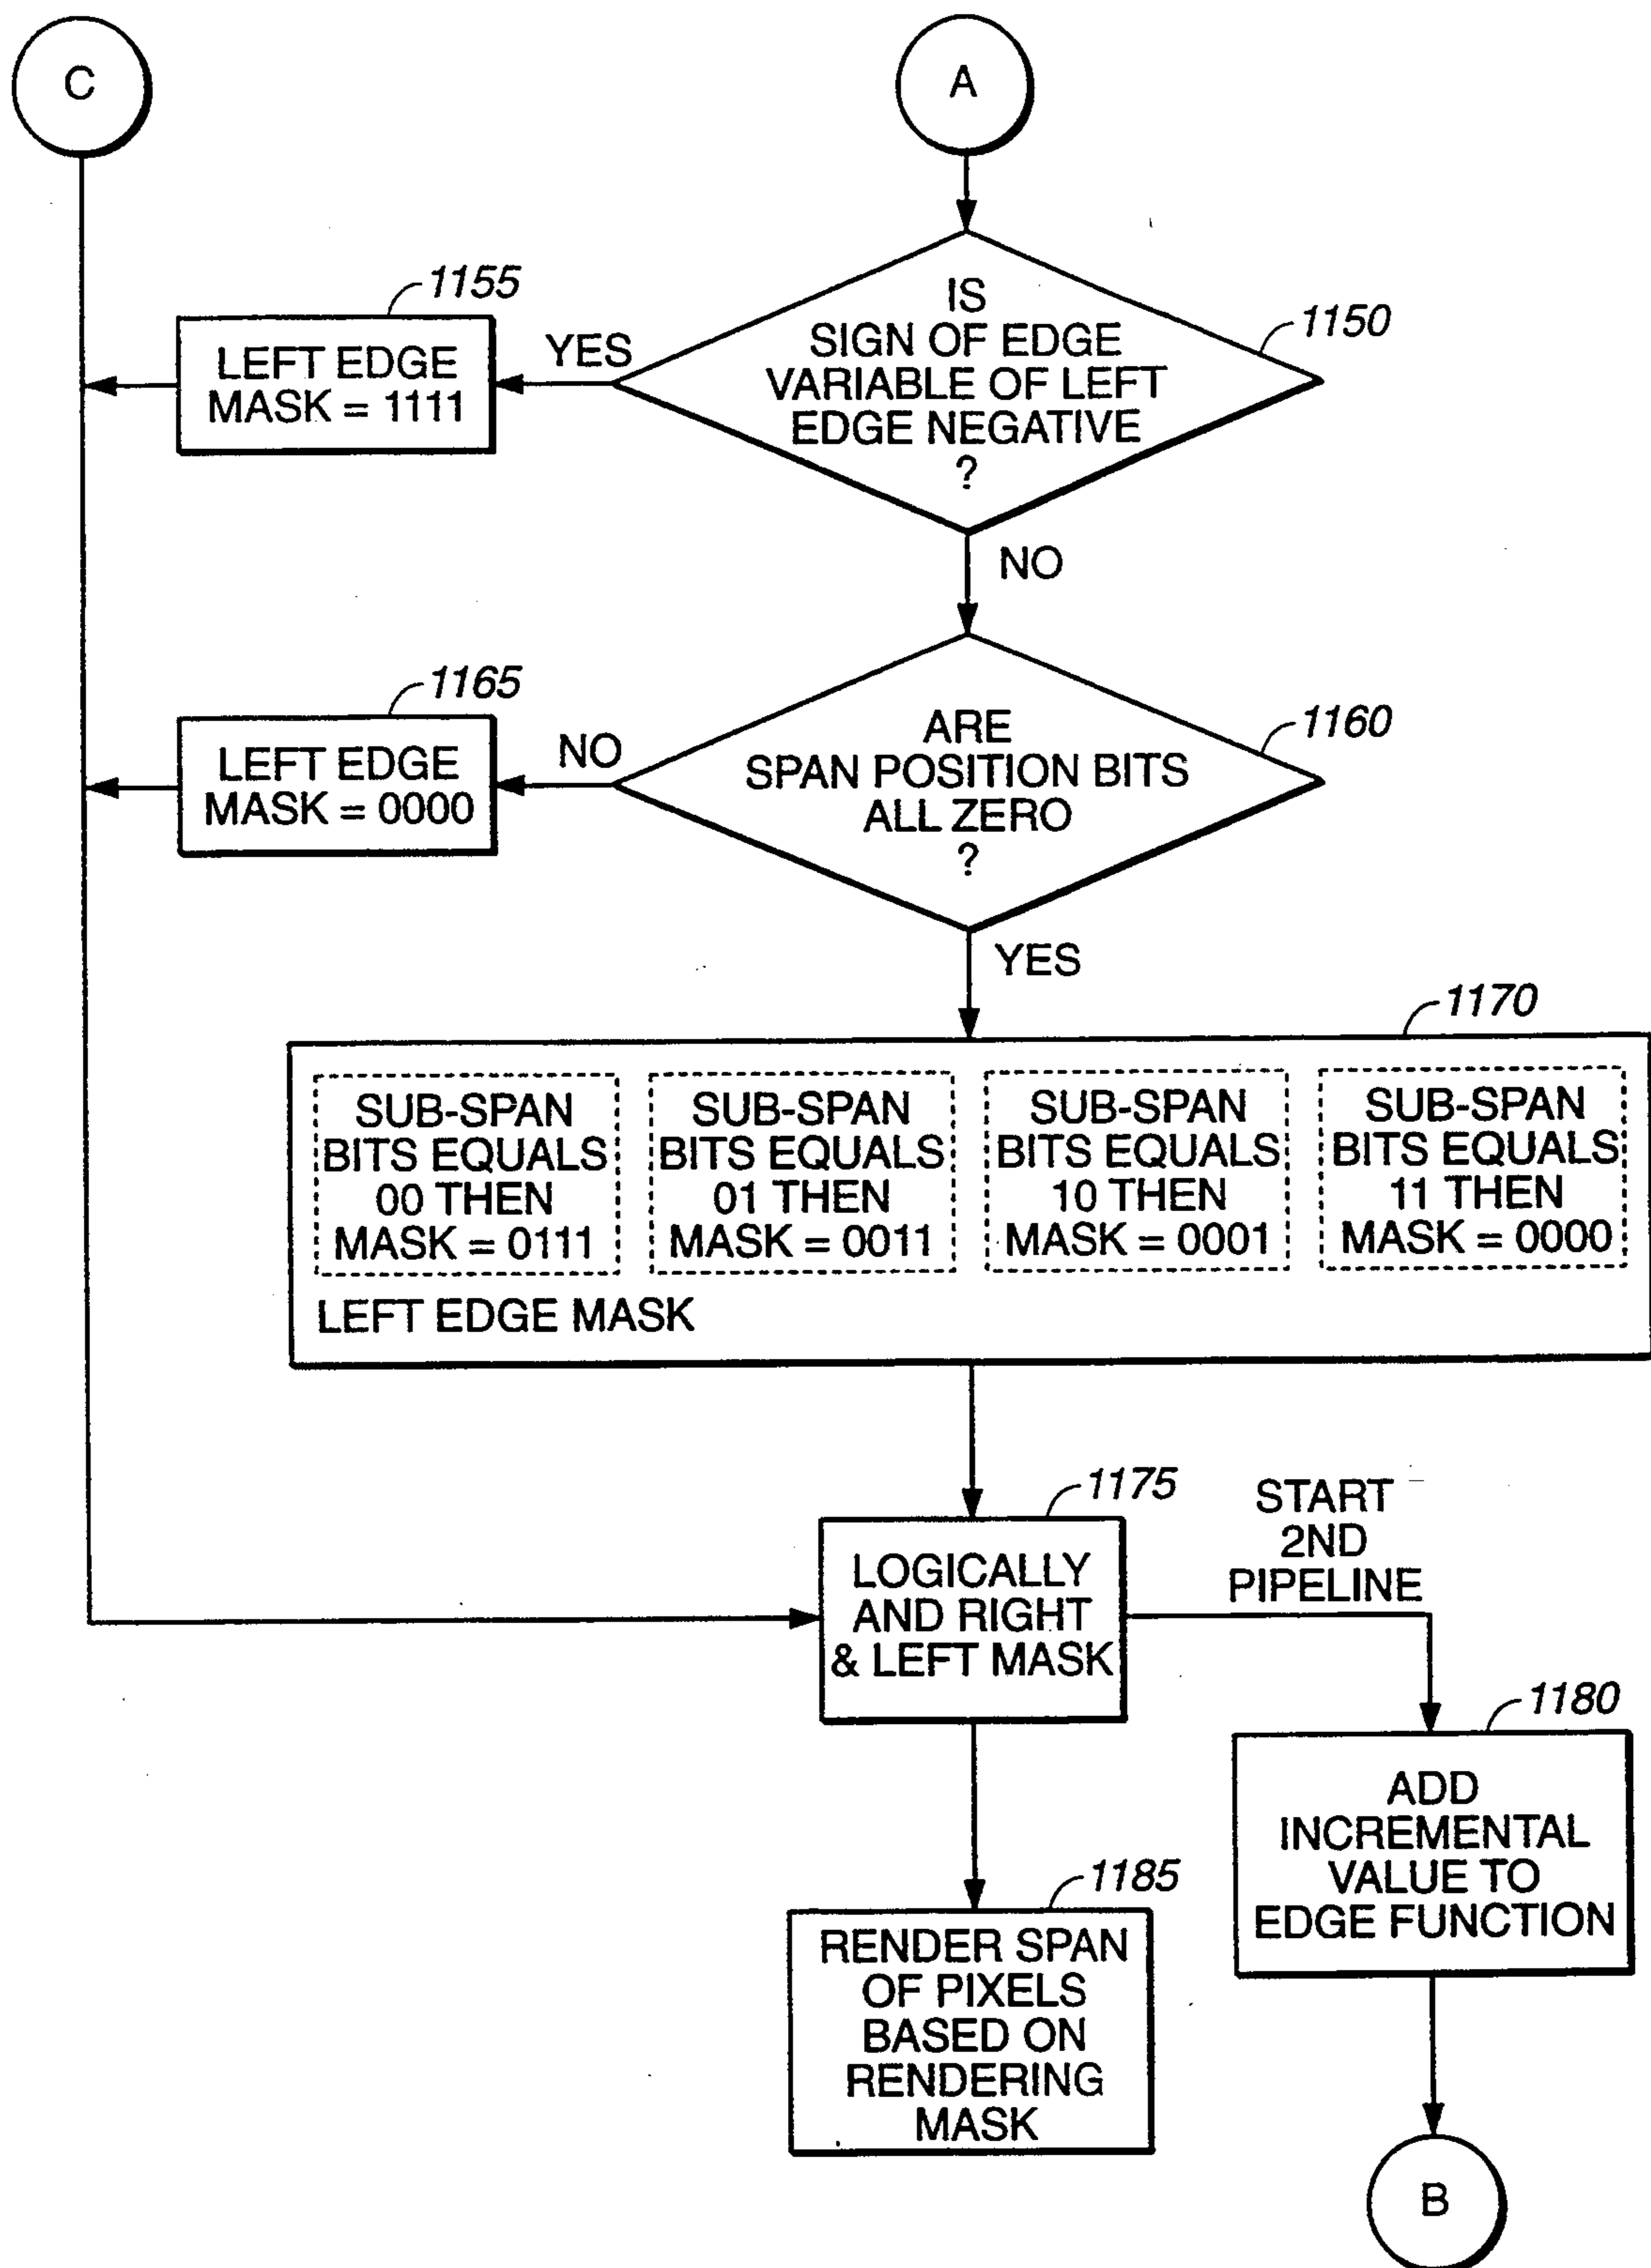 C
A
1155
IS
SIGN OF EDGE
VARIABLE OF LEFT
EDGE NEGATIVE
?
1150
YES
LEFT EDGE
MASK = 1111
NO
1165
ARE
SPAN POSITION BITS
ALL ZERO
?
1160
NO
LEFT EDGE
MASK = 0000
YES
1170
SUB-SPAN
BITS EQUALS
00 THEN
MASK = 0111
SUB-SPAN
BITS EQUALS
01 THEN
MASK = 0011
SUB-SPAN
BITS EQUALS
10 THEN
MASK = 0001
SUB-SPAN
BITS EQUALS
11 THEN
MASK = 0000
LEFT EDGE MASK
1175
LOGICALLY
AND RIGHT
& LEFT MASK
START
2ND
PIPELINE
1180
ADD
INCREMENTAL
VALUE TO
EDGE FUNCTION
1185
RENDER SPAN
OF PIXELS
BASED ON
RENDERING
MASK
B